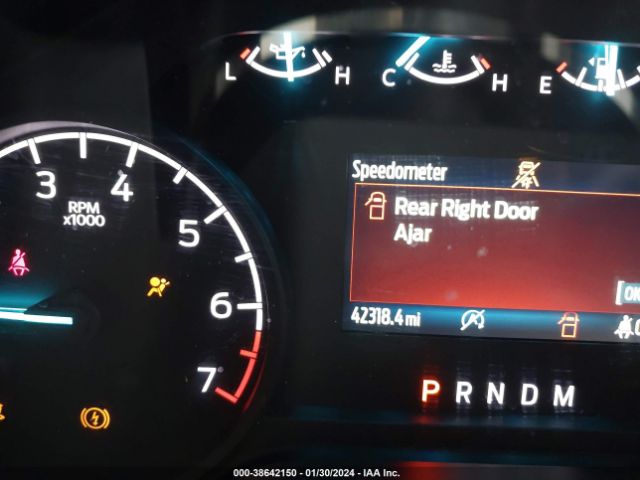 L H C H E
Speedometer
Rear Right Door
Ajar
3 4 5 6 7
RPM
x1000
42318.4 mi
P R N D M
000-38642150 - 01/30/2024 - IAA Inc.